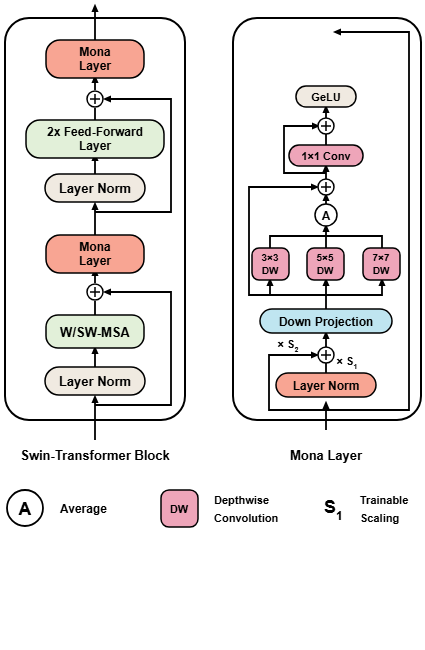 Mona
Layer
2x Feed-Forward
Layer
Layer Norm
Mona
Layer
W/SW-MSA
Layer Norm
Swin-Transformer Block
GeLU
1×1 Conv
A
3×3
DW
5×5
DW
7×7
DW
Down Projection
× S2
× S1
Layer Norm
Mona Layer
A
Average
DW
Depthwise
Convolution
S1
Trainable
Scaling